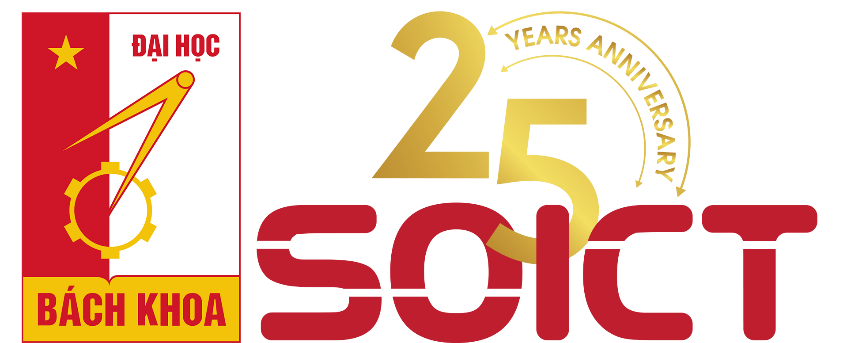 ĐẠI HỌC
BÁCH KHOA
25
YEARS ANNIVERSARY
SOICT